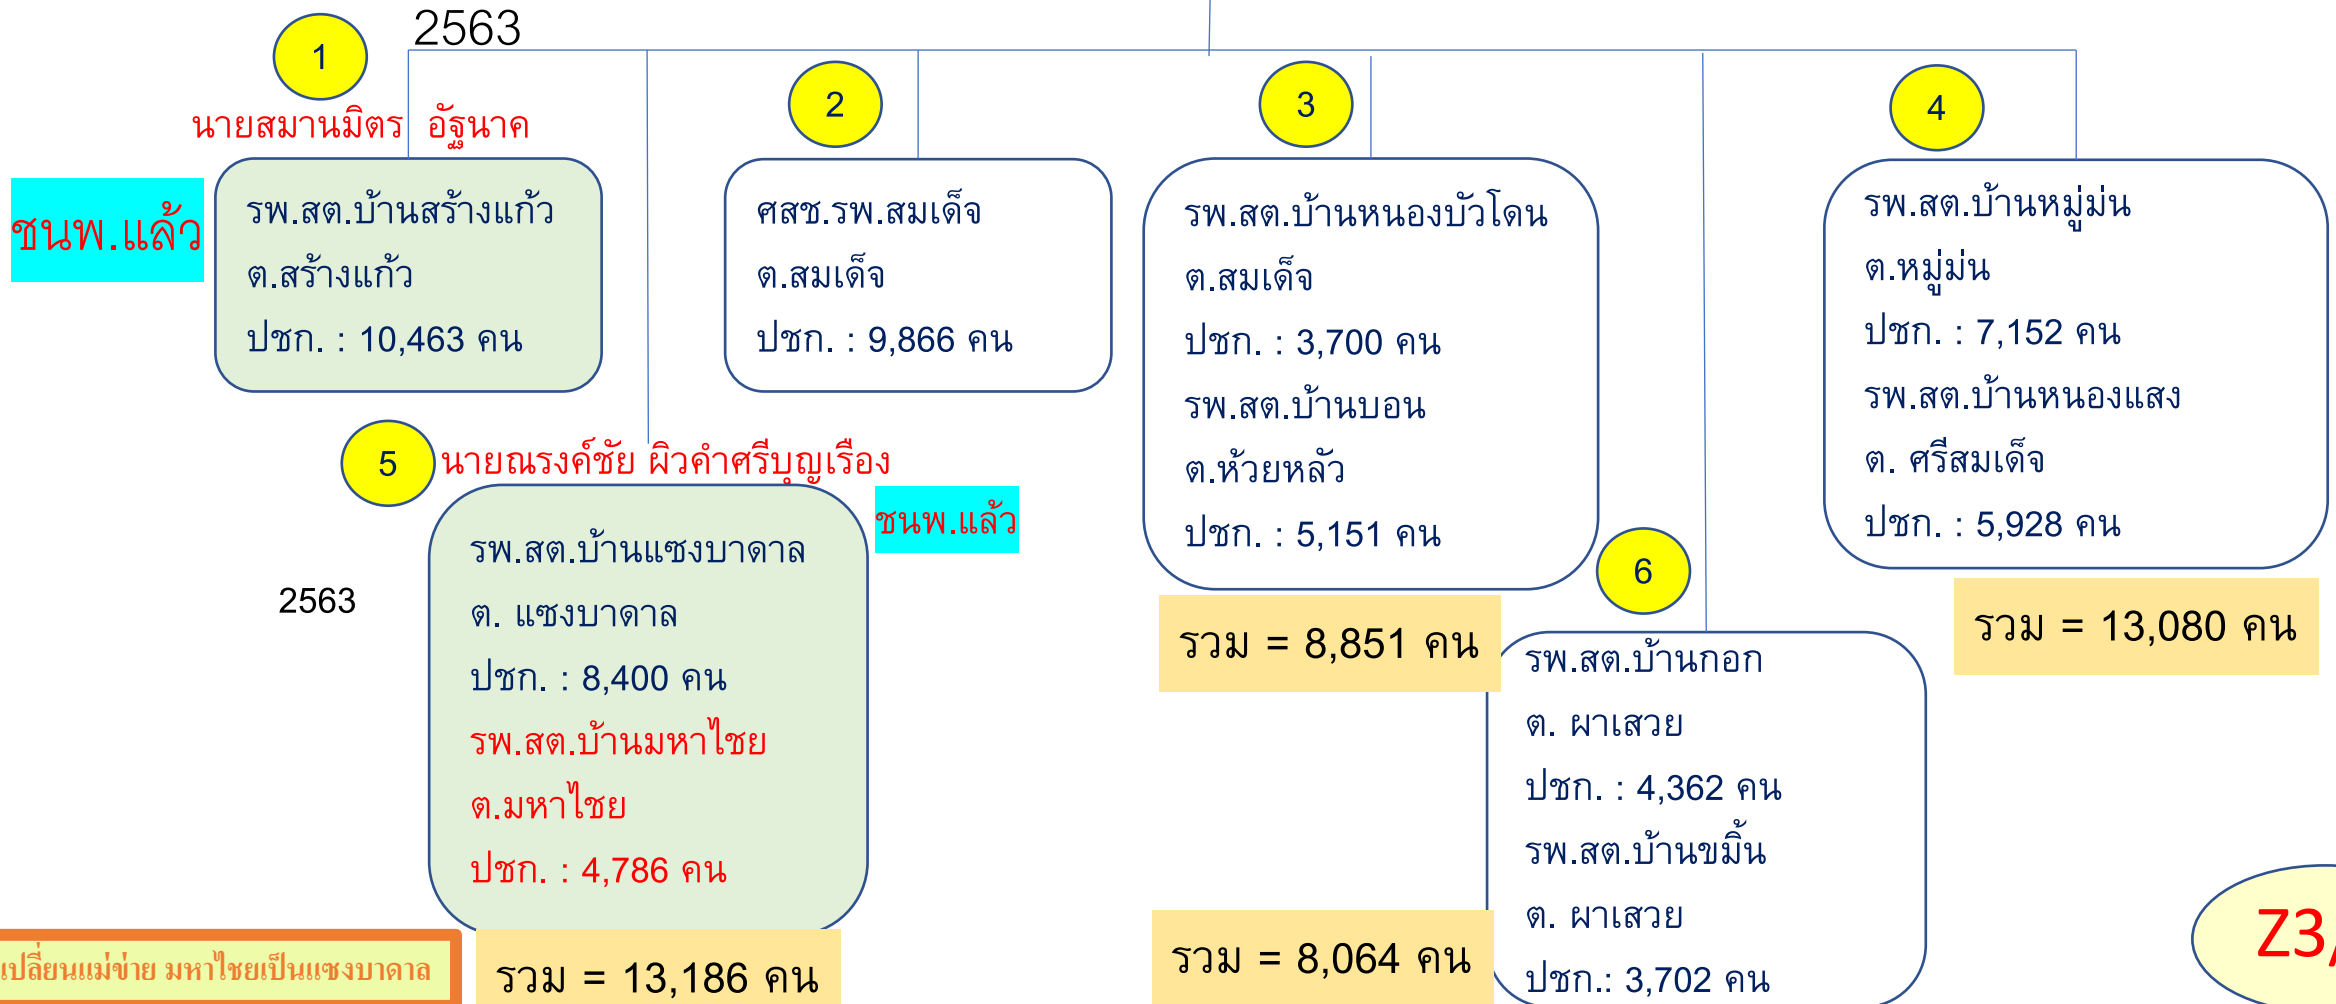 2563
1
นายสมานมิตร อัฐนาค
ชนพ.แล้ว
รพ.สต.บ้านสร้างแก้ว
ต.สร้างแก้ว
ปชก. : 10,463 คน
2
ศสช.รพ.สมเด็จ
ต.สมเด็จ
ปชก. : 9,866 คน
3
รพ.สต.บ้านหนองบัวโดน
ต.สมเด็จ
ปชก. : 3,700 คน
รพ.สต.บ้านบอน
ต.ห้วยหลัว
ปชก. : 5,151 คน
รวม = 8,851 คน
4
รพ.สต.บ้านหมู่ม่น
ต.หมู่ม่น
ปชก. : 7,152 คน
รพ.สต.บ้านหนองแสง
ต. ศรีสมเด็จ
ปชก. : 5,928 คน
รวม = 13,080 คน
5
นายณรงค์ชัย ผิวคำศรีบุญเรือง
ชนพ.แล้ว
2563
รพ.สต.บ้านแซงบาดาล
ต. แซงบาดาล
ปชก. : 8,400 คน
รพ.สต.บ้านมหาไชย
ต.มหาไชย
ปชก. : 4,786 คน
เปลี่ยนแม่ข่าย มหาไชยเป็นแซงบาดาล
รวม = 13,186 คน
6
รพ.สต.บ้านกอก
ต. ผาเสวย
ปชก. : 4,362 คน
รพ.สต.บ้านขมิ้น
ต. ผาเสวย
ปชก.: 3,702 คน
รวม = 8,064 คน
Z3,